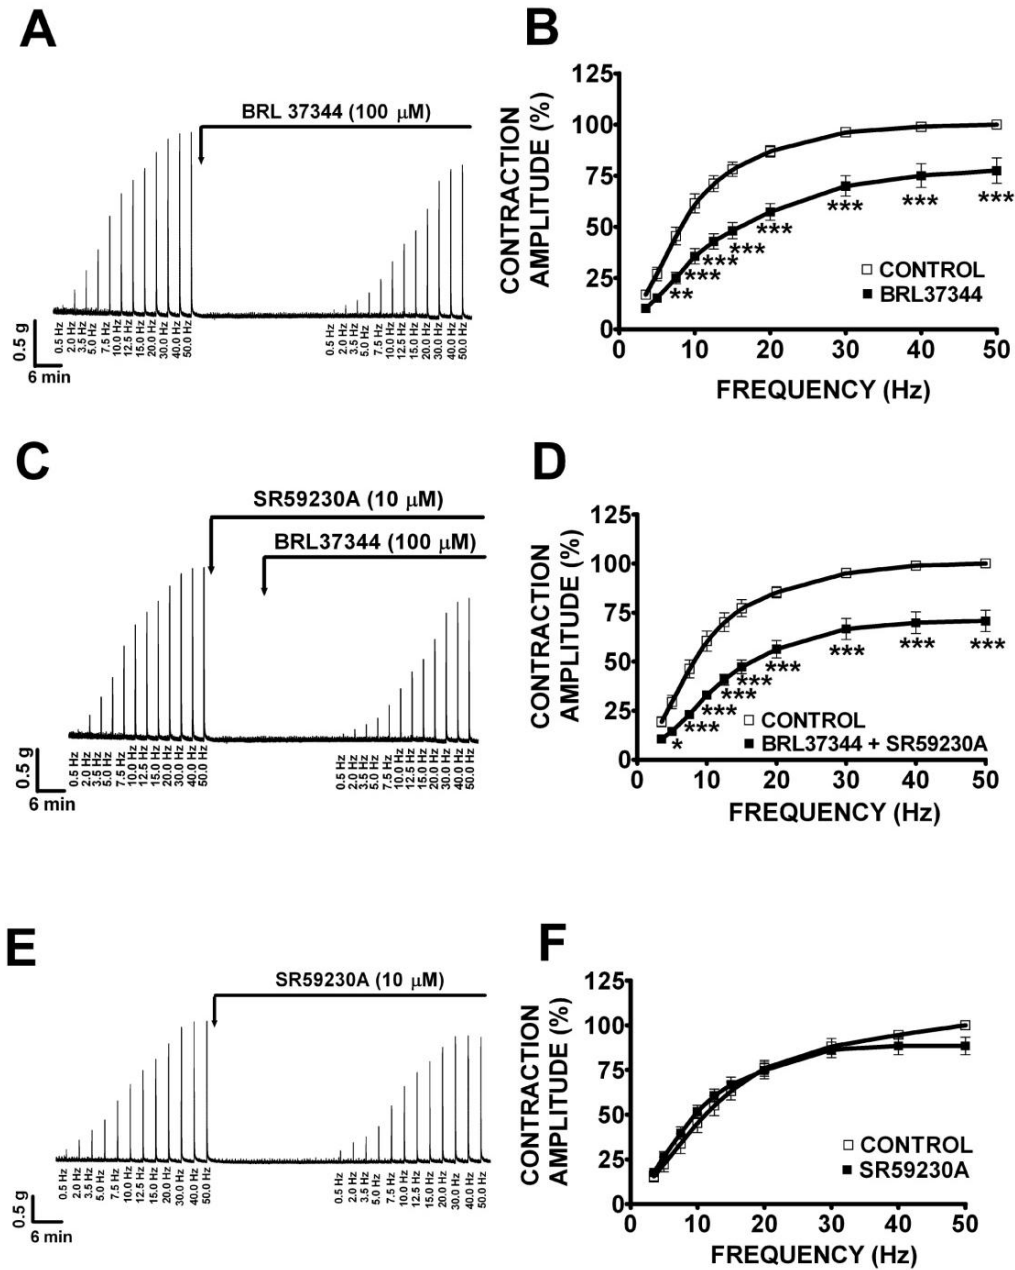 A
BRL 37344 (100 μM)
0.5 Hz
2.0 Hz
3.5 Hz
5.0 Hz
7.5 Hz
10.0 Hz
12.5 Hz
15.0 Hz
20.0 Hz
30.0 Hz
40.0 Hz
50.0 Hz
0.5 Hz
2.0 Hz
3.5 Hz
5.0 Hz
7.5 Hz
10.0 Hz
12.5 Hz
15.0 Hz
20.0 Hz
30.0 Hz
40.0 Hz
50.0 Hz
0.5 g
6 min
B
CONTRACTION
AMPLITUDE (%)
125
100
75
50
25
0
**
***
***
***
***
***
***
***
CONTROL
BRL37344
0 10 20 30 40 50
FREQUENCY (Hz)
C
SR59230A (10 μM)
BRL37344 (100 μM)
0.5 Hz
2.0 Hz
3.5 Hz
5.0 Hz
7.5 Hz
10.0 Hz
12.5 Hz
15.0 Hz
20.0 Hz
30.0 Hz
40.0 Hz
50.0 Hz
0.5 Hz
2.0 Hz
3.5 Hz
5.0 Hz
7.5 Hz
10.0 Hz
12.5 Hz
15.0 Hz
20.0 Hz
30.0 Hz
40.0 Hz
50.0 Hz
0.5 g
6 min
D
CONTRACTION
AMPLITUDE (%)
125
100
75
50
25
0
*
***
***
***
***
***
***
***
***
CONTROL
BRL37344 + SR59230A
0 10 20 30 40 50
FREQUENCY (Hz)
E
SR59230A (10 μM)
0.5 Hz
2.0 Hz
3.5 Hz
5.0 Hz
7.5 Hz
10.0 Hz
12.5 Hz
15.0 Hz
20.0 Hz
30.0 Hz
40.0 Hz
50.0 Hz
0.5 Hz
2.0 Hz
3.5 Hz
5.0 Hz
7.5 Hz
10.0 Hz
12.5 Hz
15.0 Hz
20.0 Hz
30.0 Hz
40.0 Hz
50.0 Hz
0.5 g
6 min
F
CONTRACTION
AMPLITUDE (%)
125
100
75
50
25
0
CONTROL
SR59230A
0 10 20 30 40 50
FREQUENCY (Hz)